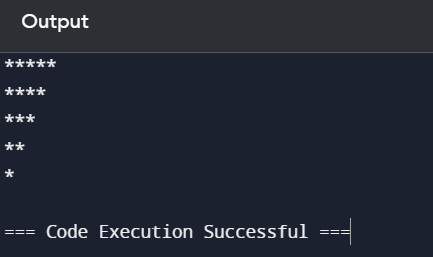 Output
*****
****
***
**
*
=== Code Execution Successful ===